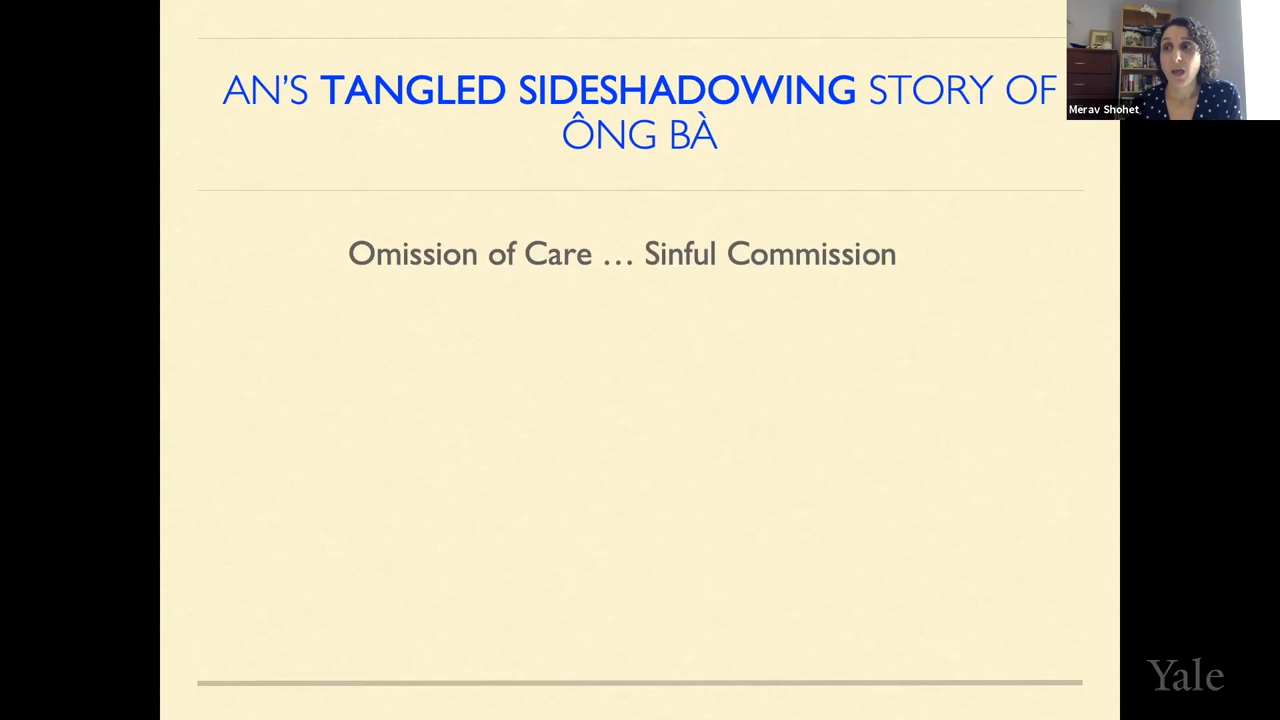 AN'S TANGLED SIDESHADOWING STORY OF
ÔNG BÀ
Merav Shohet
Omission of Care … Sinful Commission
Yale